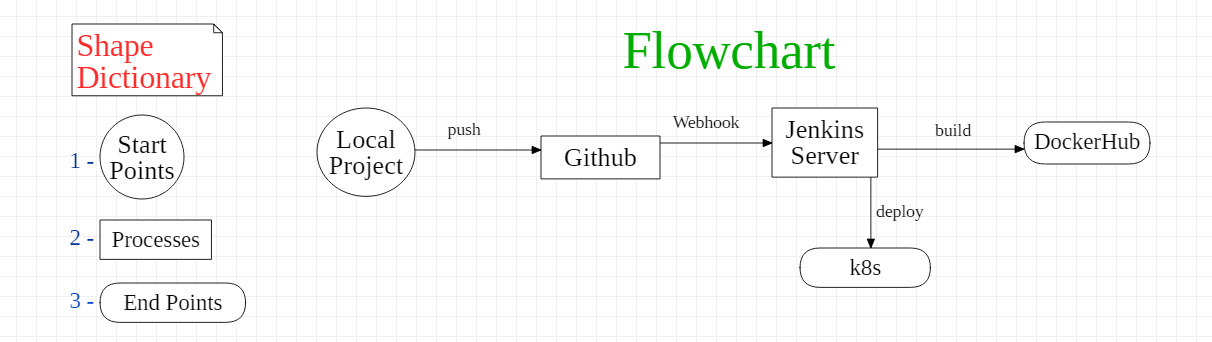 Shape
Dictionary
1 -
Start
Points
2 -
Processes
3 -
End Points
Flowchart
Local
Project
push
Github
Webhook
Jenkins
Server
build
DockerHub
deploy
k8s